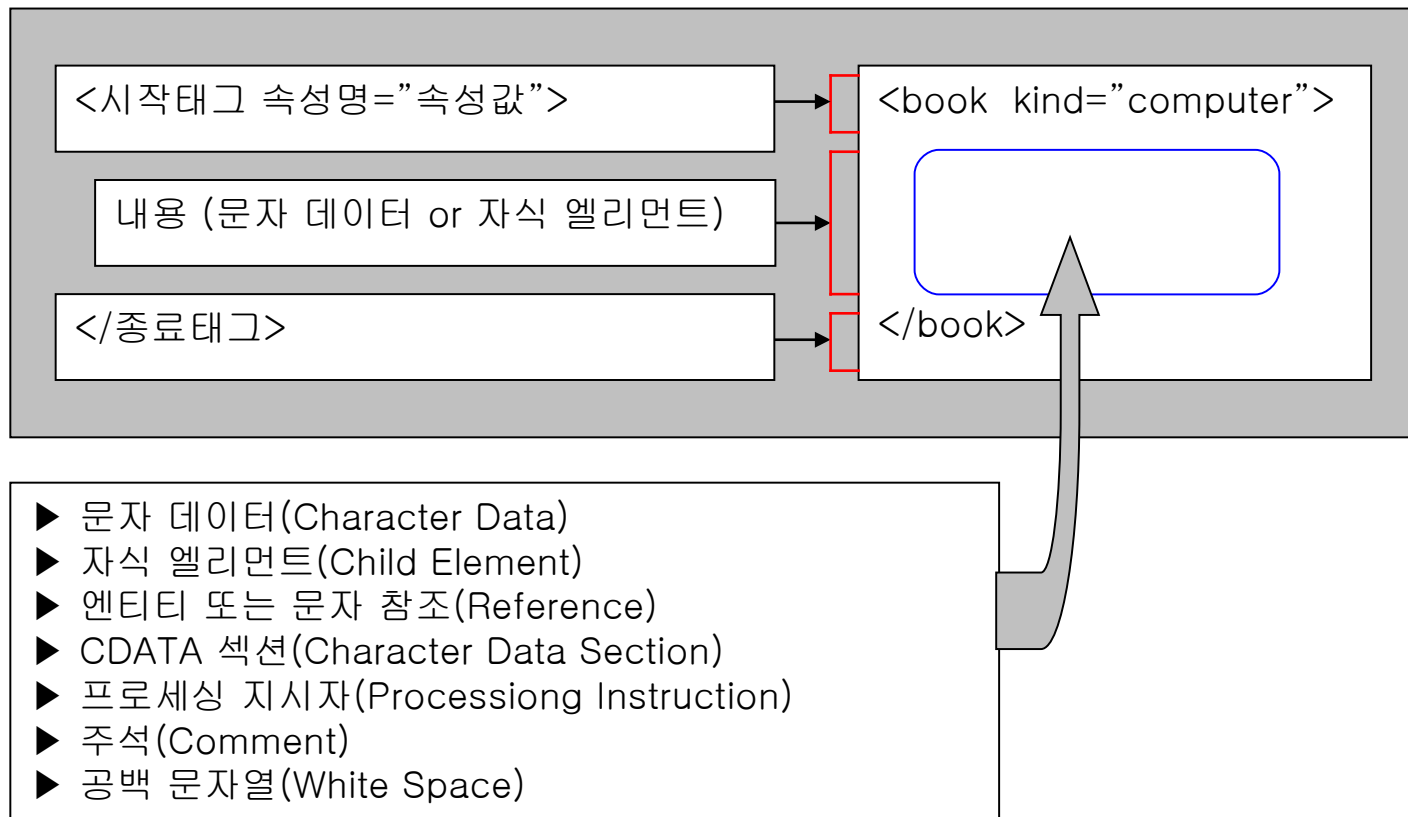 <시작태그 속성명=”속성값”>
<book kind=”computer”>
내용 (문자 데이터 or 자식 엘리먼트)
</종료태그>
</book>
▶ 문자 데이터(Character Data)
▶ 자식 엘리먼트(Child Element)
▶ 엔티티 또는 문자 참조(Reference)
▶ CDATA 섹션(Character Data Section)
▶ 프로세싱 지시자(Processiong Instruction)
▶ 주석(Comment)
▶ 공백 문자열(White Space)